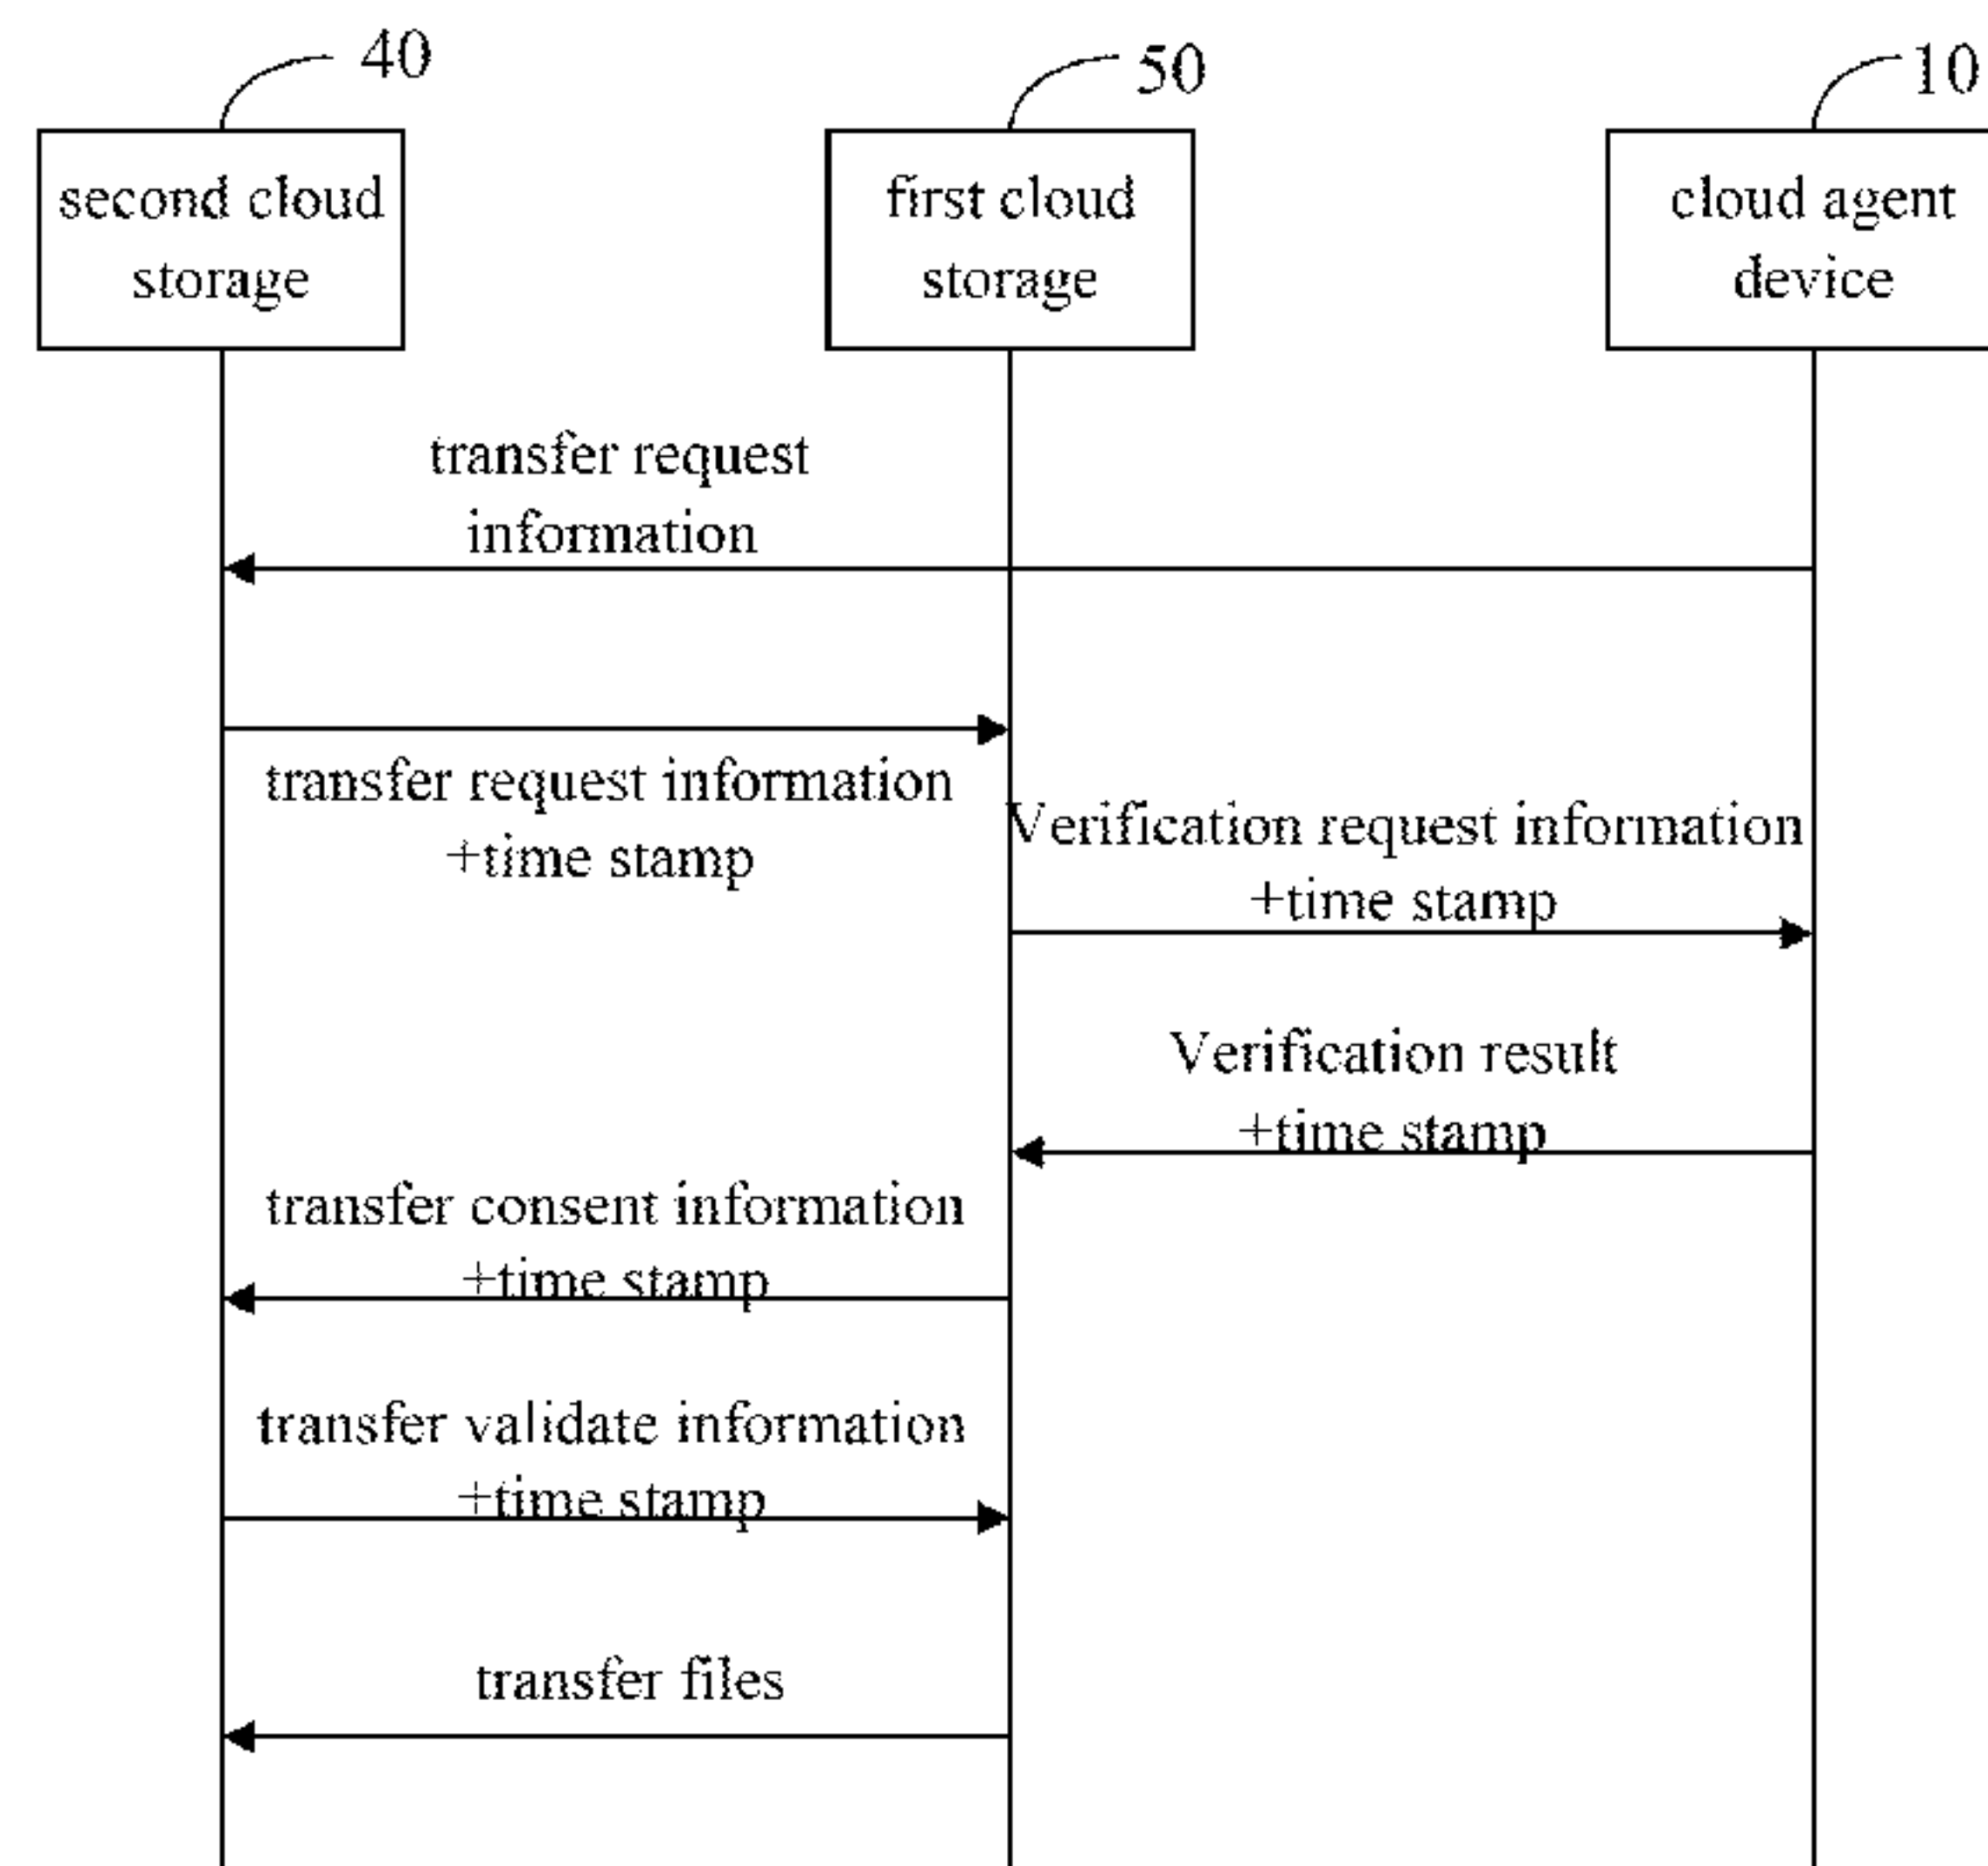 40
50
10
second cloud
storage
first cloud
storage
cloud agent
device
transfer request
information
transfer request information
+time stamp
Verification request information
+time stamp
Verification result
+time stamp
transfer consent information
+time stamp
transfer validate information
+time stamp
transfer files